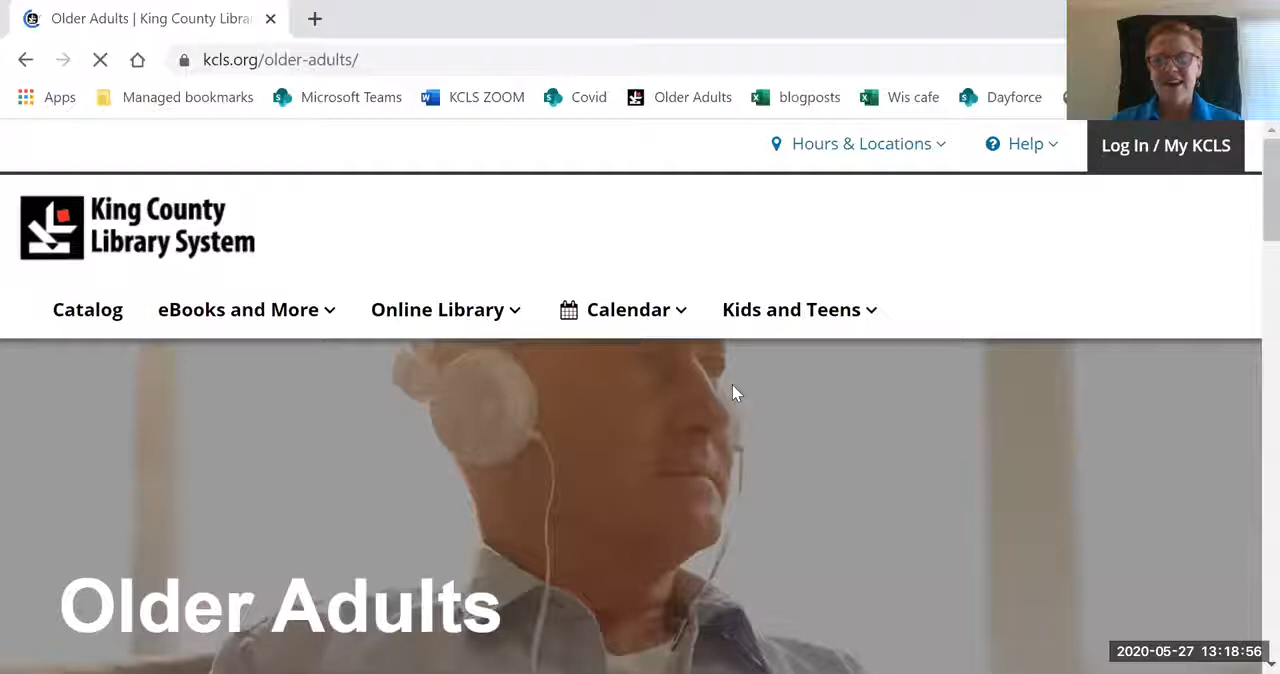 Older Adults | King County Libra
kcls.org/older-adults/
Apps Managed bookmarks Microsoft Teams KCLS ZOOM Covid Older Adults blogposts Wis cafe Dayforce
Hours & Locations Help Log In / My KCLS
King County
Library System
Catalog eBooks and More Online Library Calendar Kids and Teens
Older Adults
2020-05-27 13:18:56